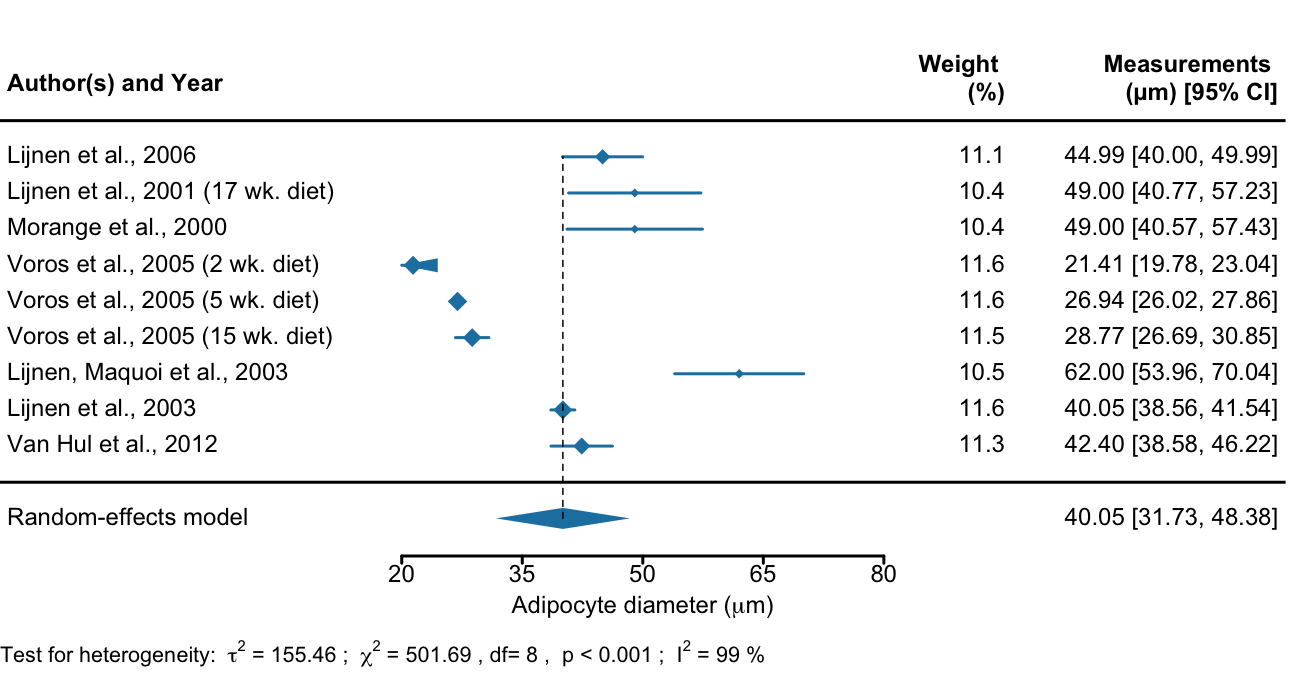 Author(s) and Year Weight (%) Measurements (µm) [95% CI]
Lijnen et al., 2006 11.1 44.99 [40.00, 49.99]
Lijnen et al., 2001 (17 wk. diet) 10.4 49.00 [40.77, 57.23]
Morange et al., 2000 10.4 49.00 [40.57, 57.43]
Voros et al., 2005 (2 wk. diet) 11.6 21.41 [19.78, 23.04]
Voros et al., 2005 (5 wk. diet) 11.6 26.94 [26.02, 27.86]
Voros et al., 2005 (15 wk. diet) 11.5 28.77 [26.69, 30.85]
Lijnen, Maquoi et al., 2003 10.5 62.00 [53.96, 70.04]
Lijnen et al., 2003 11.6 40.05 [38.56, 41.54]
Van Hul et al., 2012 11.3 42.40 [38.58, 46.22]
Random-effects model 40.05 [31.73, 48.38]
20 35 50 65 80
Adipocyte diameter (µm)
Test for heterogeneity: τ² = 155.46 ; χ² = 501.69 , df= 8 , p < 0.001 ; I² = 99 %